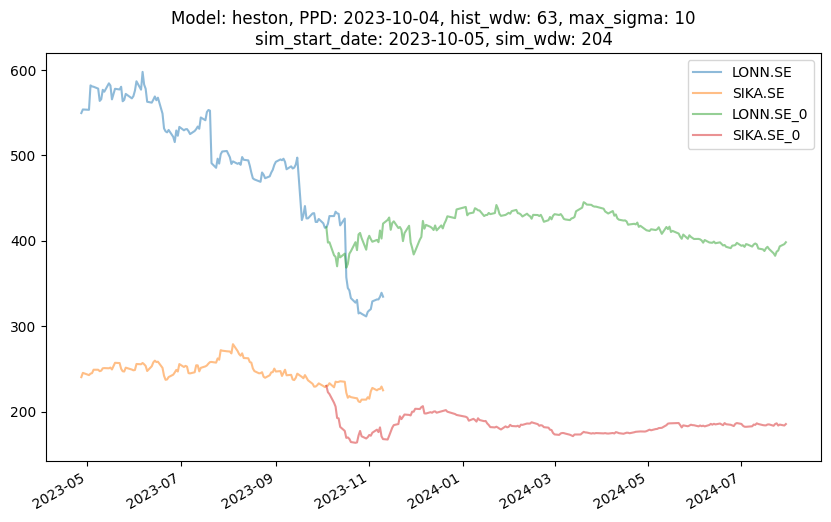 Model: heston, PPD: 2023-10-04, hist_wdw: 63, max_sigma: 10
sim_start_date: 2023-10-05, sim_wdw: 204
LONN.SE
SIKA.SE
LONN.SE_0
SIKA.SE_0
600
500
400
300
200
2023-05
2023-07
2023-09
2023-11
2024-01
2024-03
2024-05
2024-07